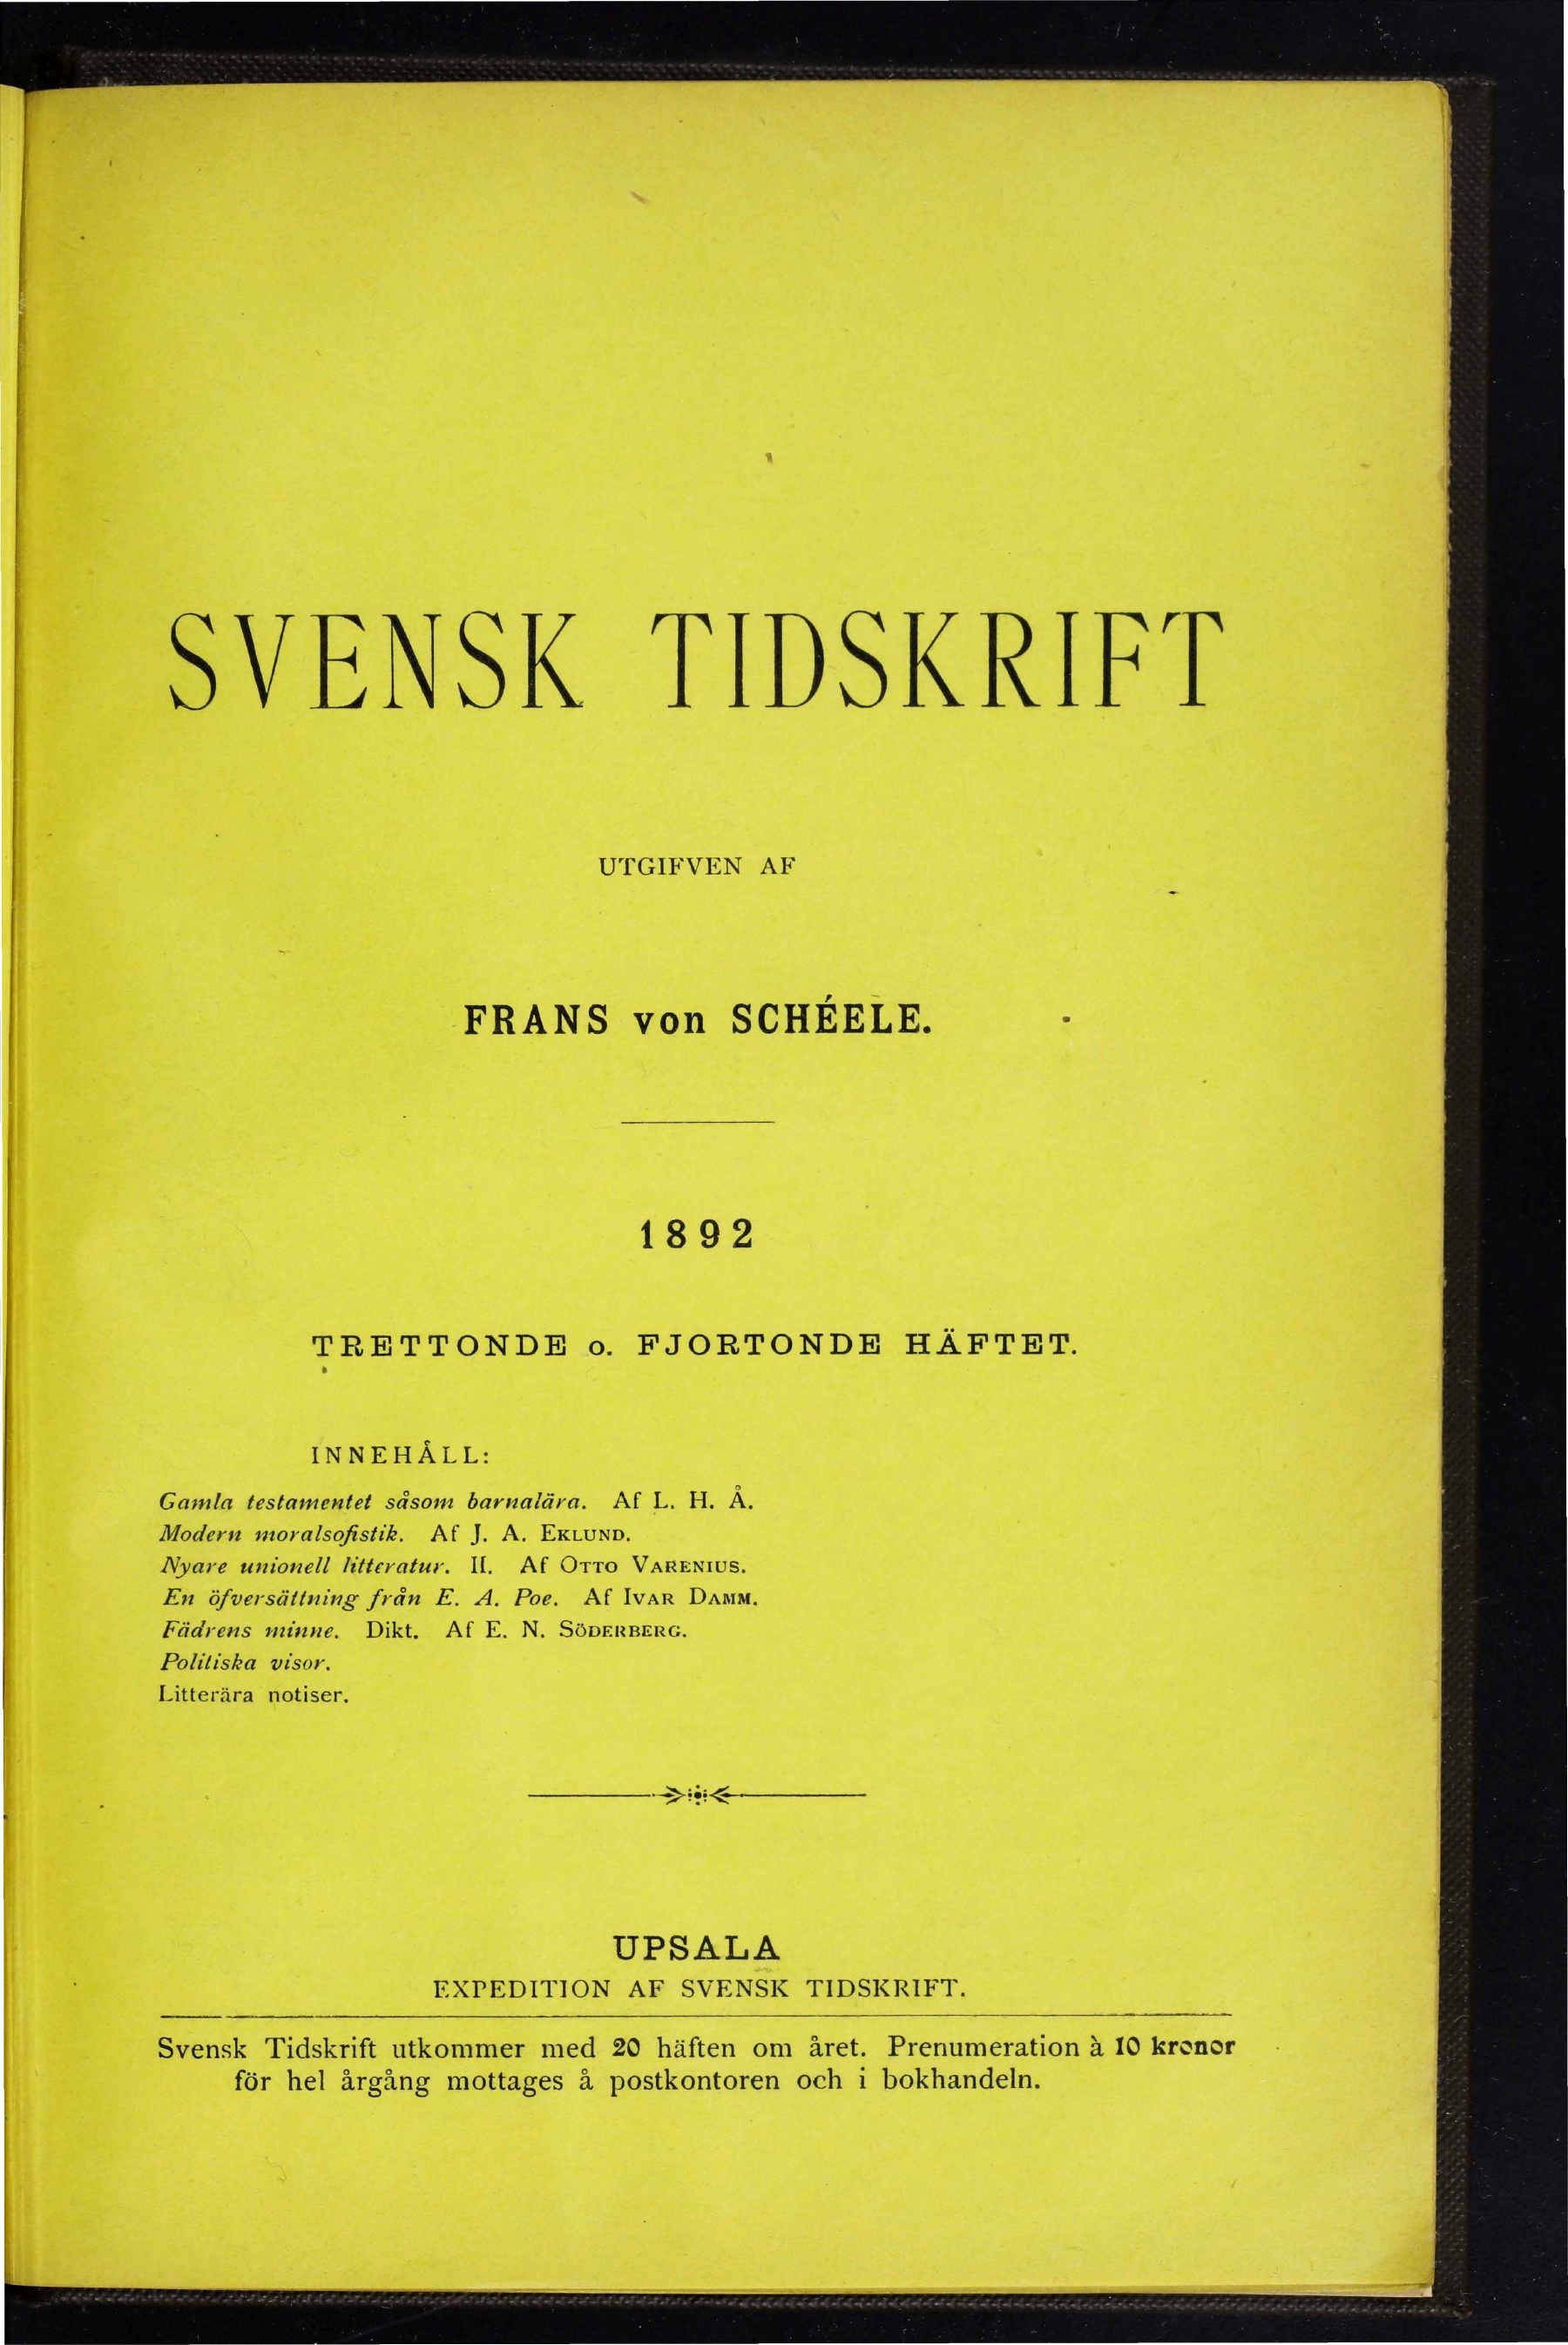 SVENSK TIDSKRIFT
UTGIFVEN AF
FRANS von SCHÉELE.
1892
TRETTONDE o. FJORTONDE HÄFTET.
INNEHÅLL:
Gamla testamentet såsom barnalära. Af L. H. Å.
Modern moralsofistik. Af J. A. EKLUND.
Nyare unionell litteratur. II. Af OTTO VARENIUS.
En öfversättning från E. A. Poe. Af IVAR DAMM.
Fädrens minne. Dikt. Af E. N. SÖDERBERG.
Politiska visor.
Litterära notiser.
UPSALA
EXPEDITION AF SVENSK TIDSKRIFT.
Svensk Tidskrift utkommer med 20 häften om året. Prenumeration à 10 kronor
för hel årgång mottages å postkontoren och i bokhandeln.